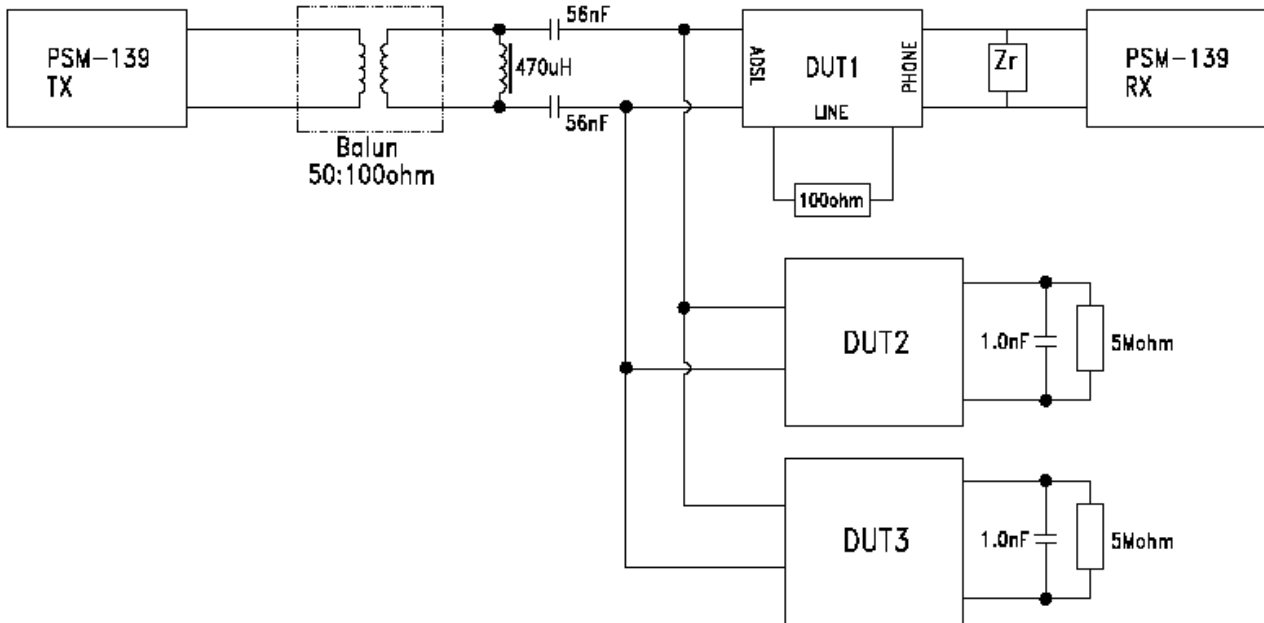 PSM-139
TX
Balun
50:100ohm
470uH
56nF
56nF
ADSL
DUT1
PHONE
LINE
100ohm
Zr
PSM-139
RX
DUT2
1.0nF
5Mohm
DUT3
1.0nF
5Mohm